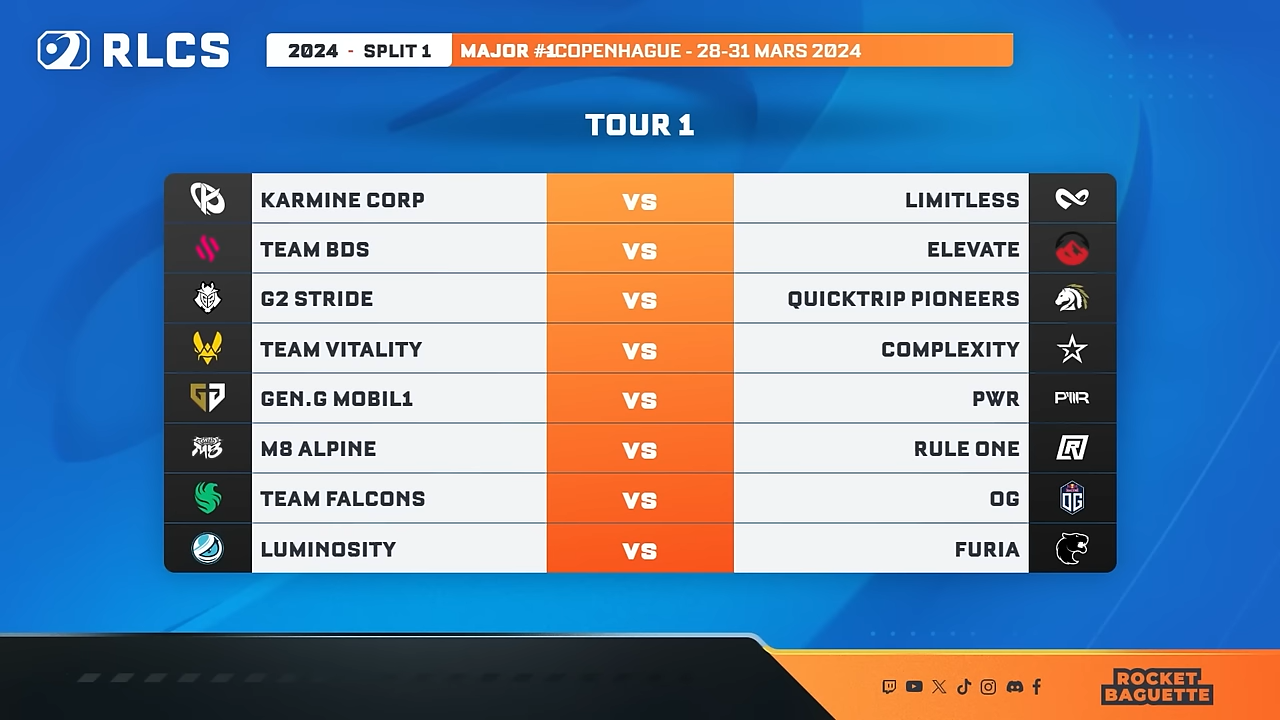 RLCS
2024 - SPLIT 1 MAJOR #1COPENHAGUE - 28-31 MARS 2024
TOUR 1
KARMINE CORP VS LIMITLESS
TEAM BDS VS ELEVATE
G2 STRIDE VS QUICKTRIP PIONEERS
TEAM VITALITY VS COMPLEXITY
GEN.G MOBIL1 VS PWR PWR
M8 ALPINE VS RULE ONE
TEAM FALCONS VS OG OG
LUMINOSITY VS FURIA
ROCKET
BAGUETTE